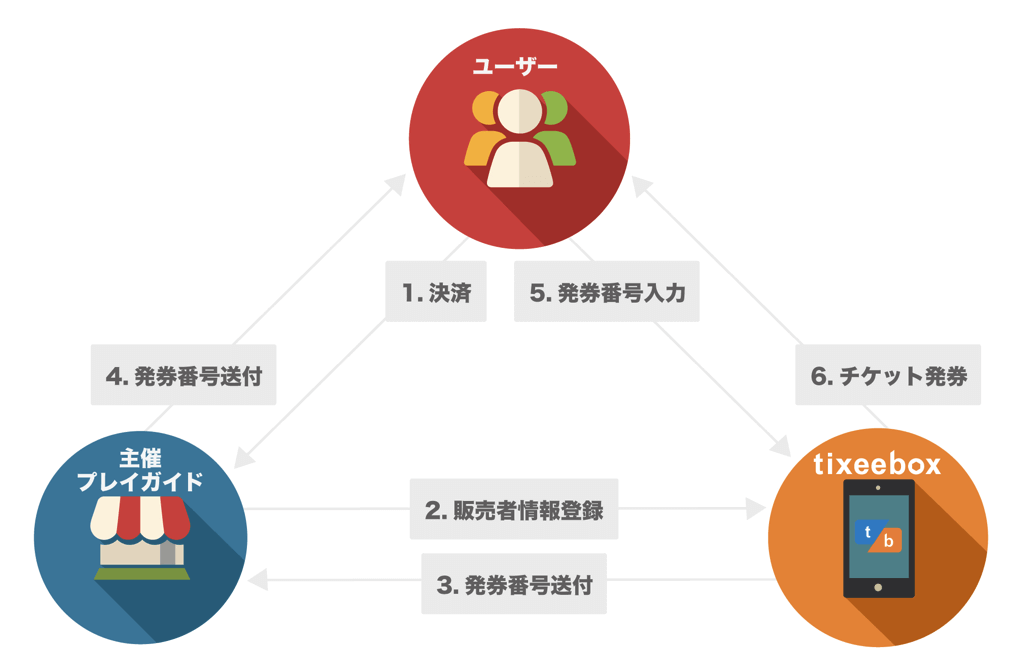 ユーザー
1. 決済
5. 発券番号入力
4. 発券番号送付
6. チケット発券
主催
プレイガイド
tixeebox
t
b
2. 販売者情報登録
3. 発券番号送付